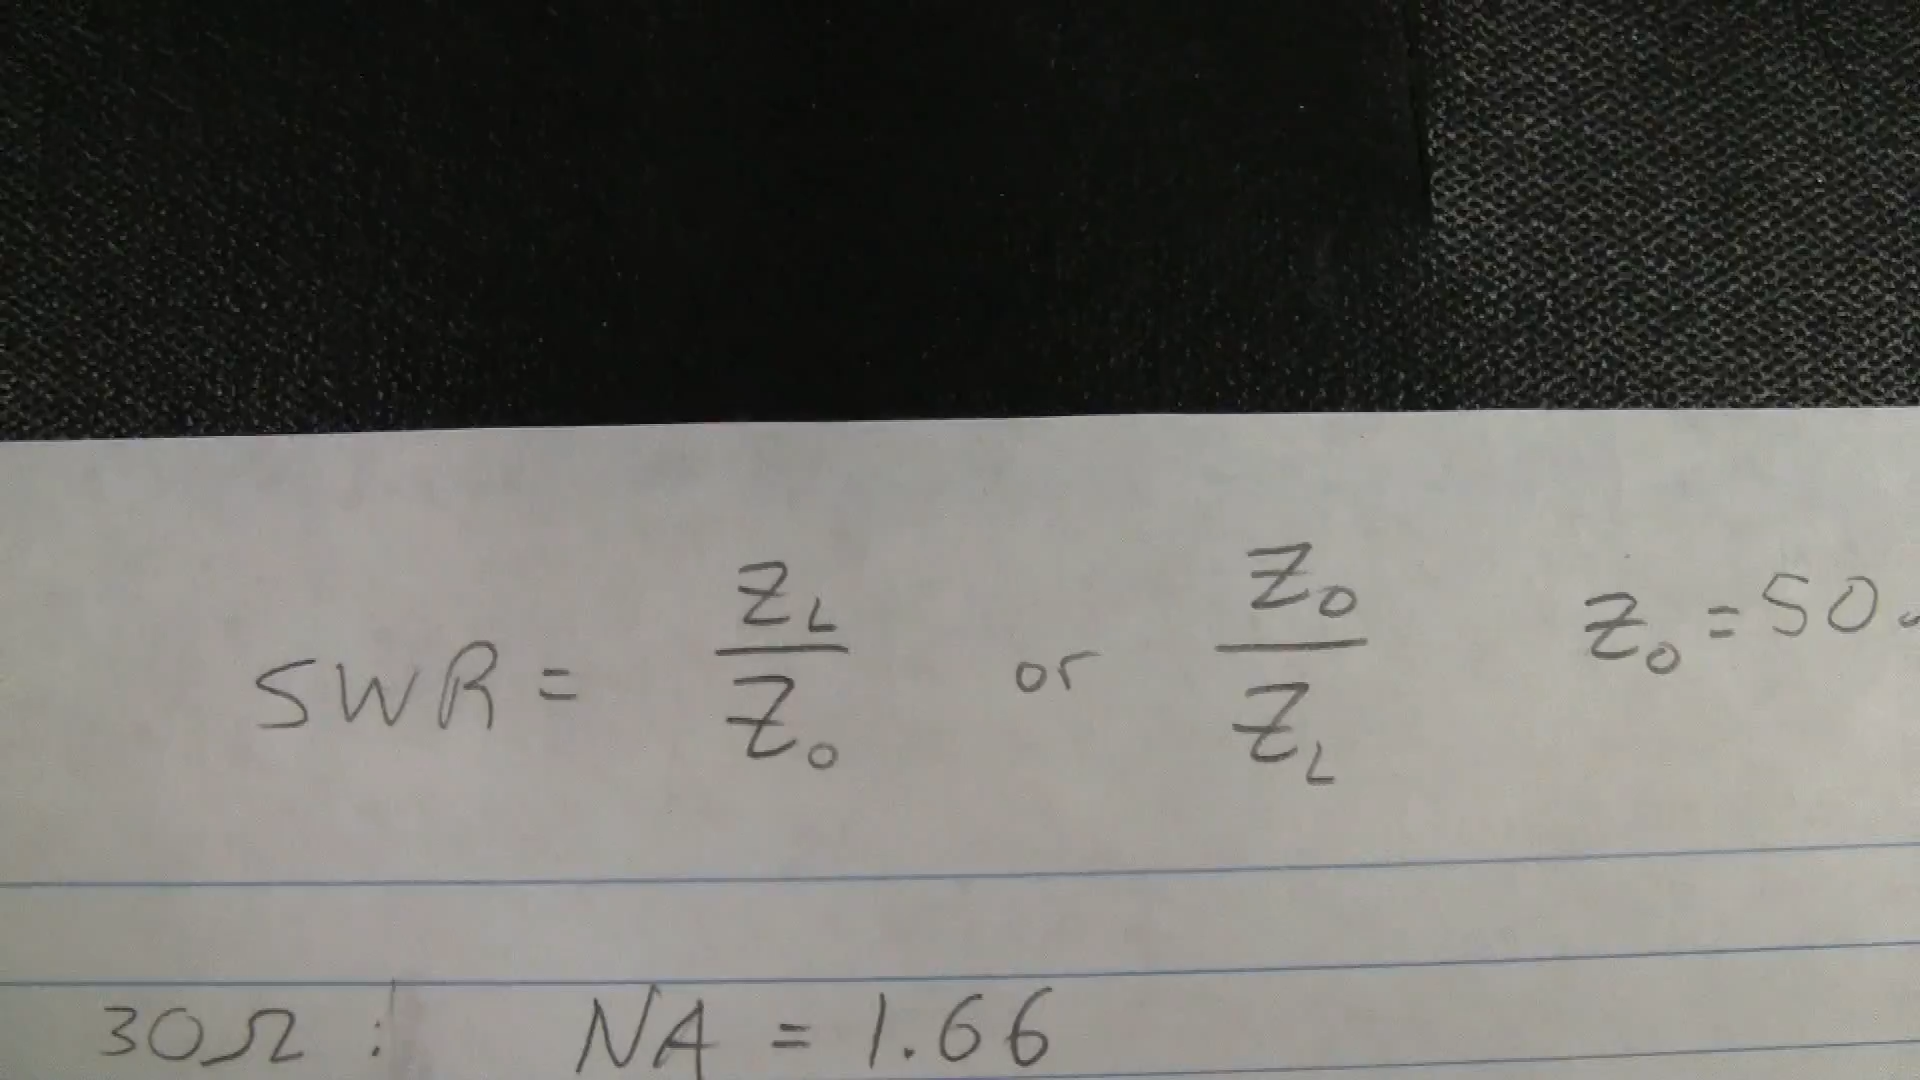 SWR = Z_L / Z_0 or Z_0 / Z_L Z_0 = 50
30Ω : NA = 1.66